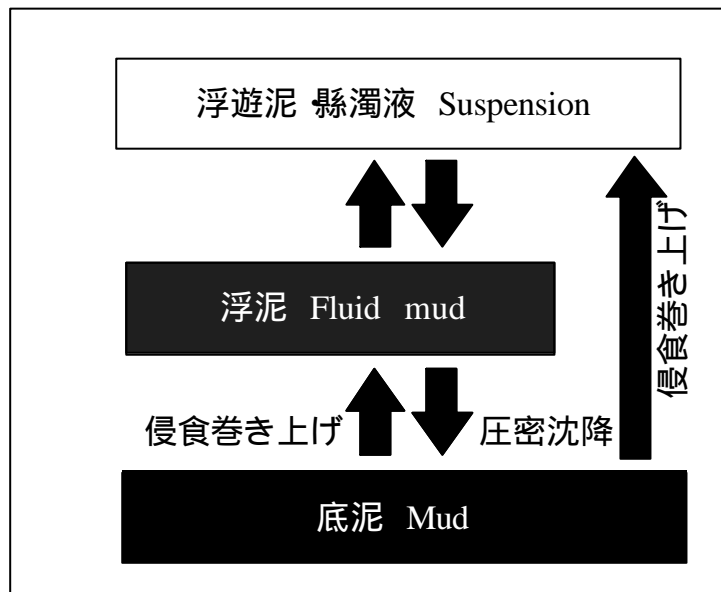 浮遊泥・縣濁液 Suspension
侵食巻き上げ
浮泥 Fluid mud
侵食巻き上げ
圧密沈降
底泥 Mud